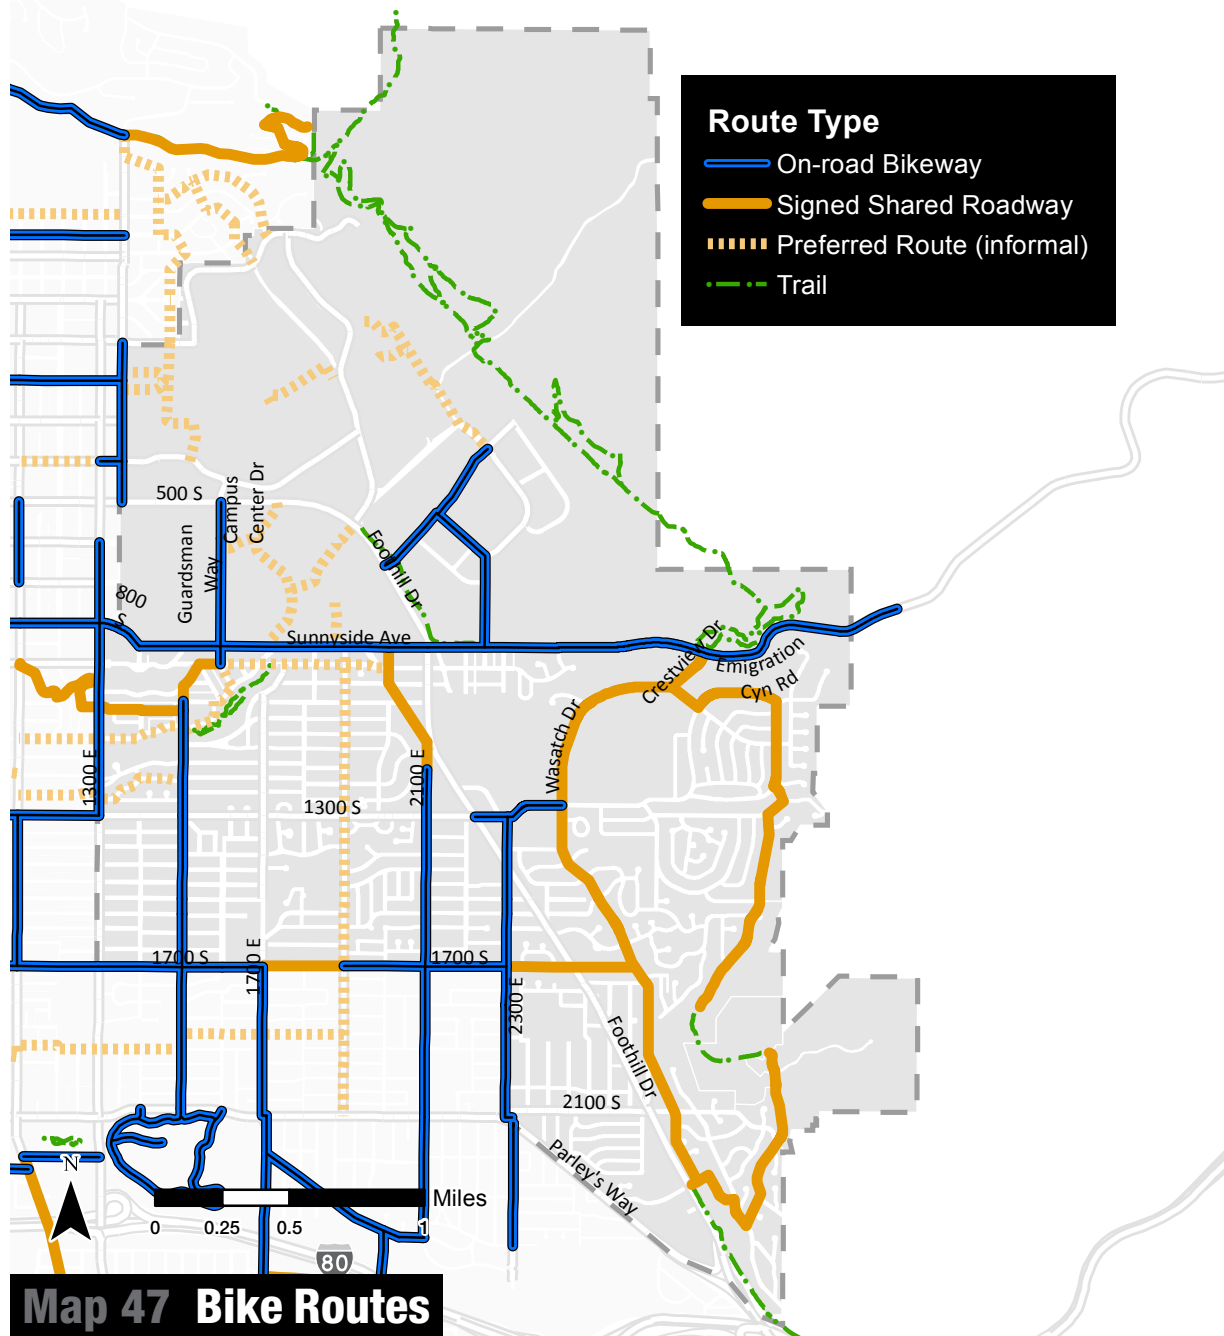 Route Type
On-road Bikeway
Signed Shared Roadway
Preferred Route (informal)
Trail
500 S
Campus
Center Dr
Guardsman
Way
Foothill Dr
800
S
Sunnyside Ave
Crestview Dr
Emigration
Cyn Rd
Wasatch Dr
1300 E
2100 E
1300 S
1700 S
1700 E
1700 S
2300 E
Foothill Dr
2100 S
Parley's Way
N
Miles
0 0.25 0.5 1
80
Map 47 Bike Routes